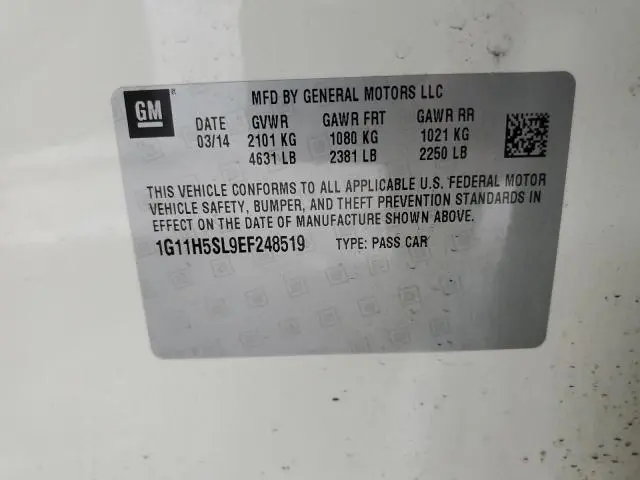 GM
MFD BY GENERAL MOTORS LLC
DATE GVWR GAWR FRT GAWR RR
03/14 2101 KG 1080 KG 1021 KG
4631 LB 2381 LB 2250 LB
THIS VEHICLE CONFORMS TO ALL APPLICABLE U.S. FEDERAL MOTOR
VEHICLE SAFETY, BUMPER, AND THEFT PREVENTION STANDARDS IN
EFFECT ON THE DATE OF MANUFACTURE SHOWN ABOVE.
1G11H5SL9EF248519 TYPE: PASS CAR